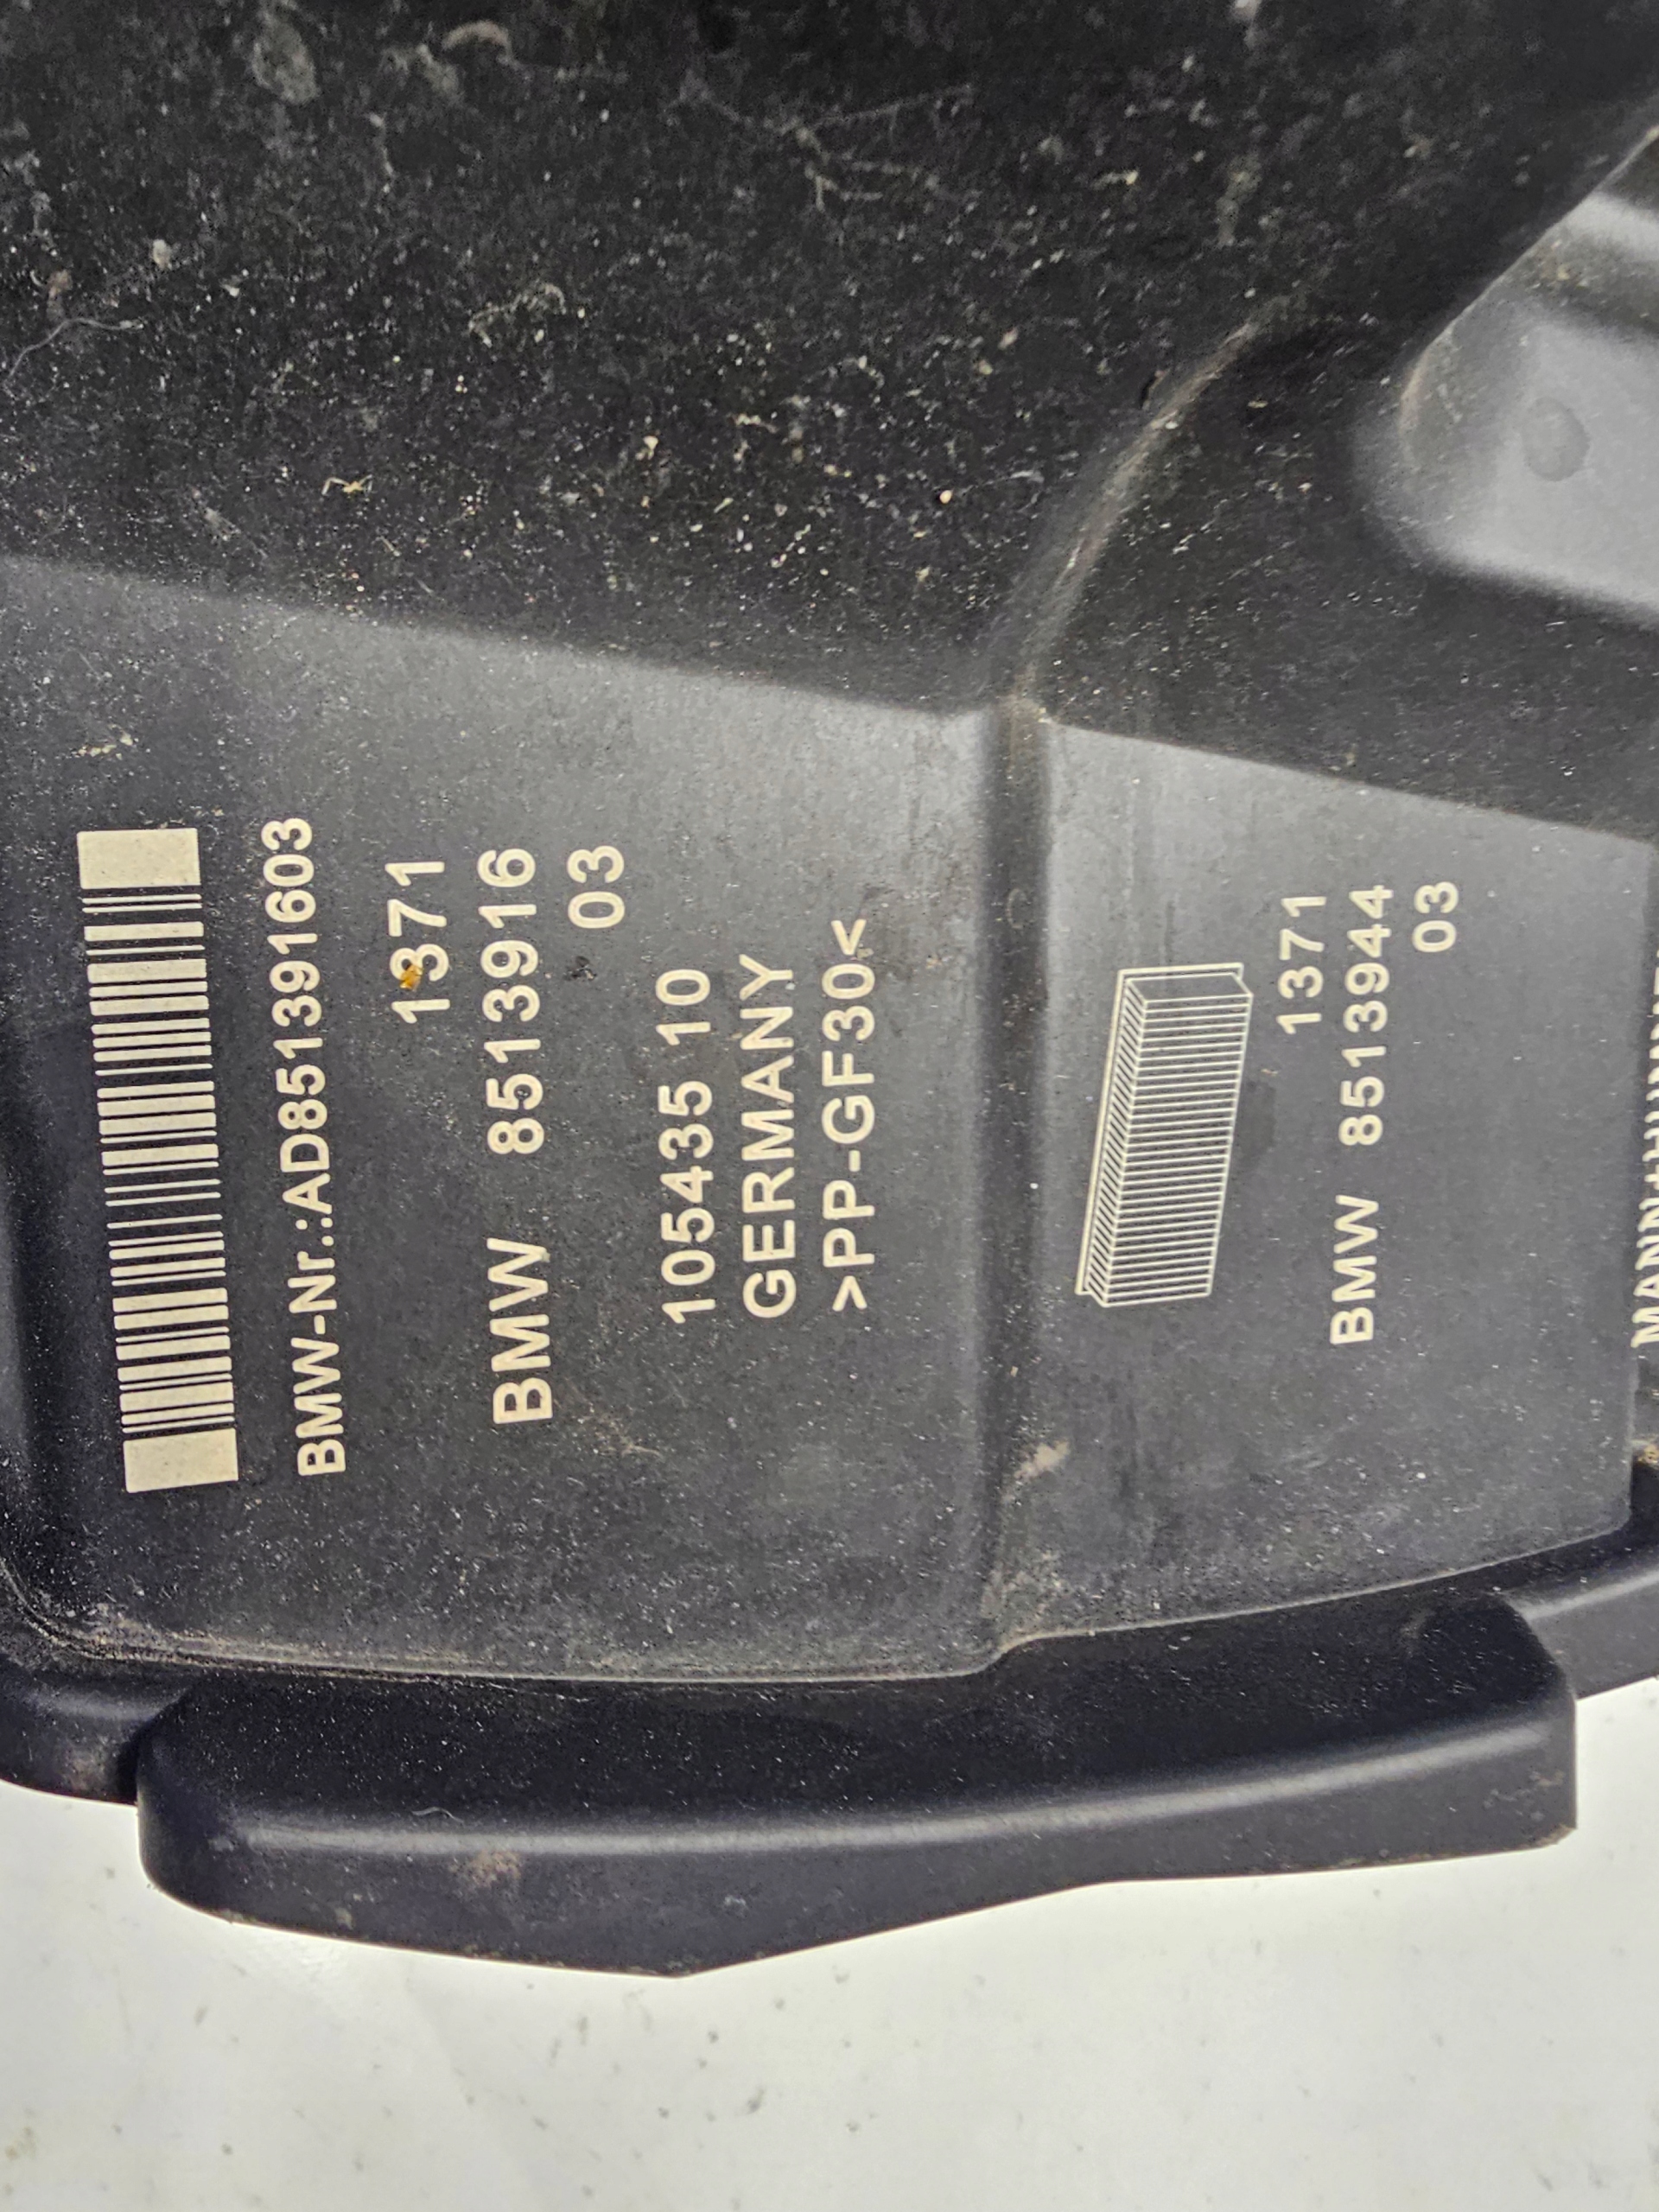 BMW-Nr.:AD851391603
1371
BMW 8513916
03
105435 10
GERMANY
>PP-GF30<
1371
BMW 8513944
03